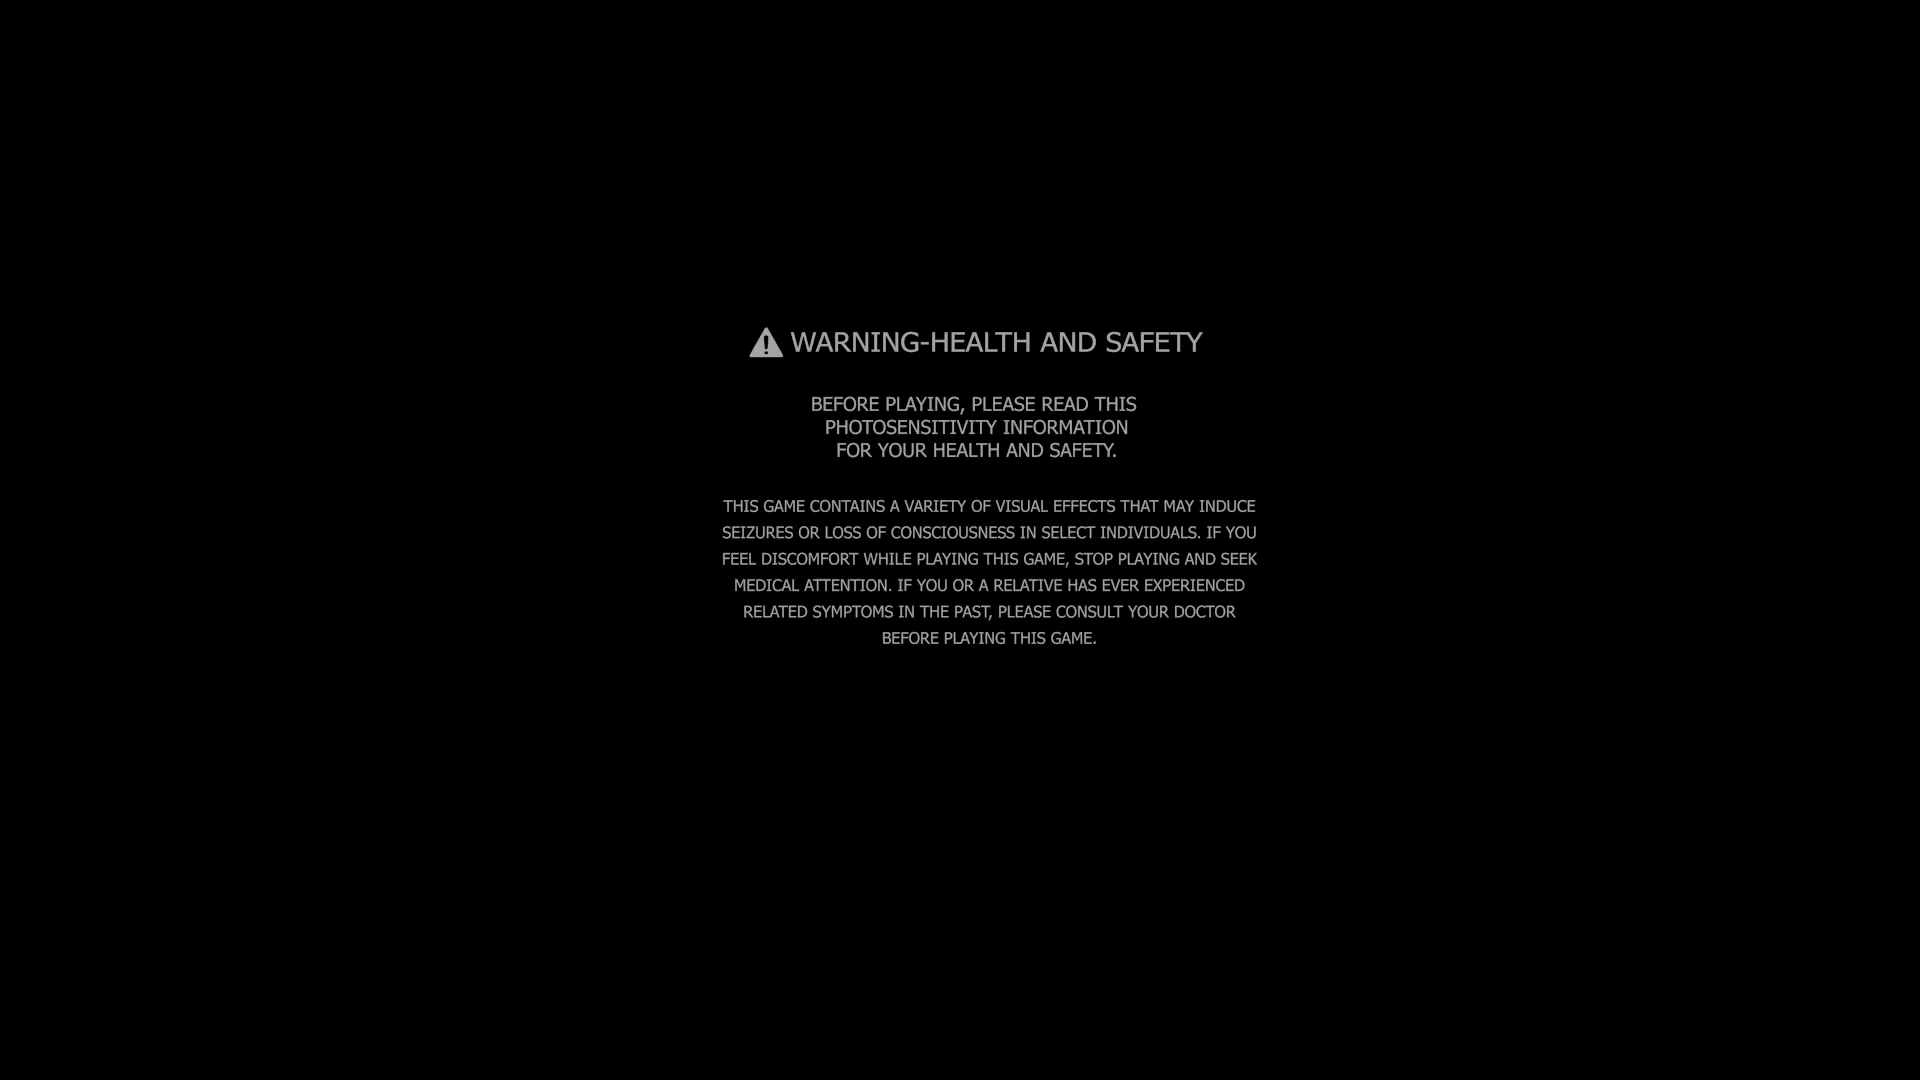 WARNING-HEALTH AND SAFETY
BEFORE PLAYING, PLEASE READ THIS
PHOTOSENSITIVITY INFORMATION
FOR YOUR HEALTH AND SAFETY.
THIS GAME CONTAINS A VARIETY OF VISUAL EFFECTS THAT MAY INDUCE
SEIZURES OR LOSS OF CONSCIOUSNESS IN SELECT INDIVIDUALS. IF YOU
FEEL DISCOMFORT WHILE PLAYING THIS GAME, STOP PLAYING AND SEEK
MEDICAL ATTENTION. IF YOU OR A RELATIVE HAS EVER EXPERIENCED
RELATED SYMPTOMS IN THE PAST, PLEASE CONSULT YOUR DOCTOR
BEFORE PLAYING THIS GAME.